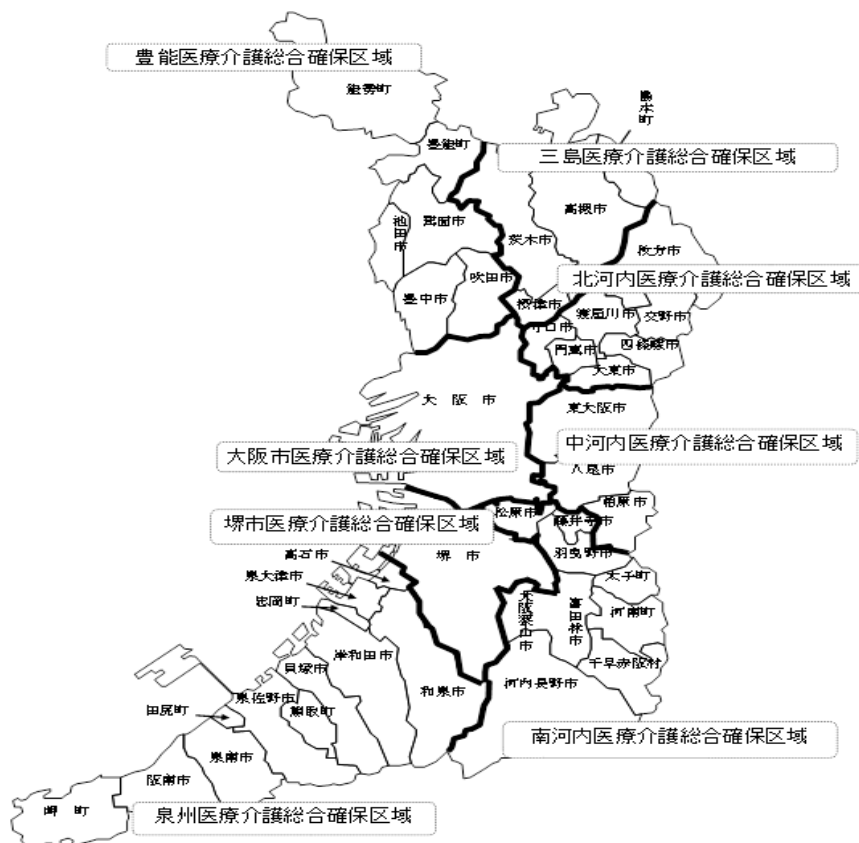 豊能医療介護総合確保区域
能勢町
島本町
豊能町
三島医療介護総合確保区域
高槻市
箕面市
池田市
茨木市
枚方市
吹田市
北河内医療介護総合確保区域
豊中市
摂津市
寝屋川市
交野市
守口市
門真市
四條畷市
大東市
大阪市
東大阪市
大阪市医療介護総合確保区域
中河内医療介護総合確保区域
八尾市
柏原市
松原市
藤井寺市
堺市医療介護総合確保区域
堺市
羽曳野市
高石市
泉大津市
忠岡町
太子町
大阪狭山市
富田林市
河南町
千早赤阪村
岸和田市
貝塚市
和泉市
河内長野市
泉佐野市
熊取町
田尻町
南河内医療介護総合確保区域
泉南市
阪南市
岬町
泉州医療介護総合確保区域